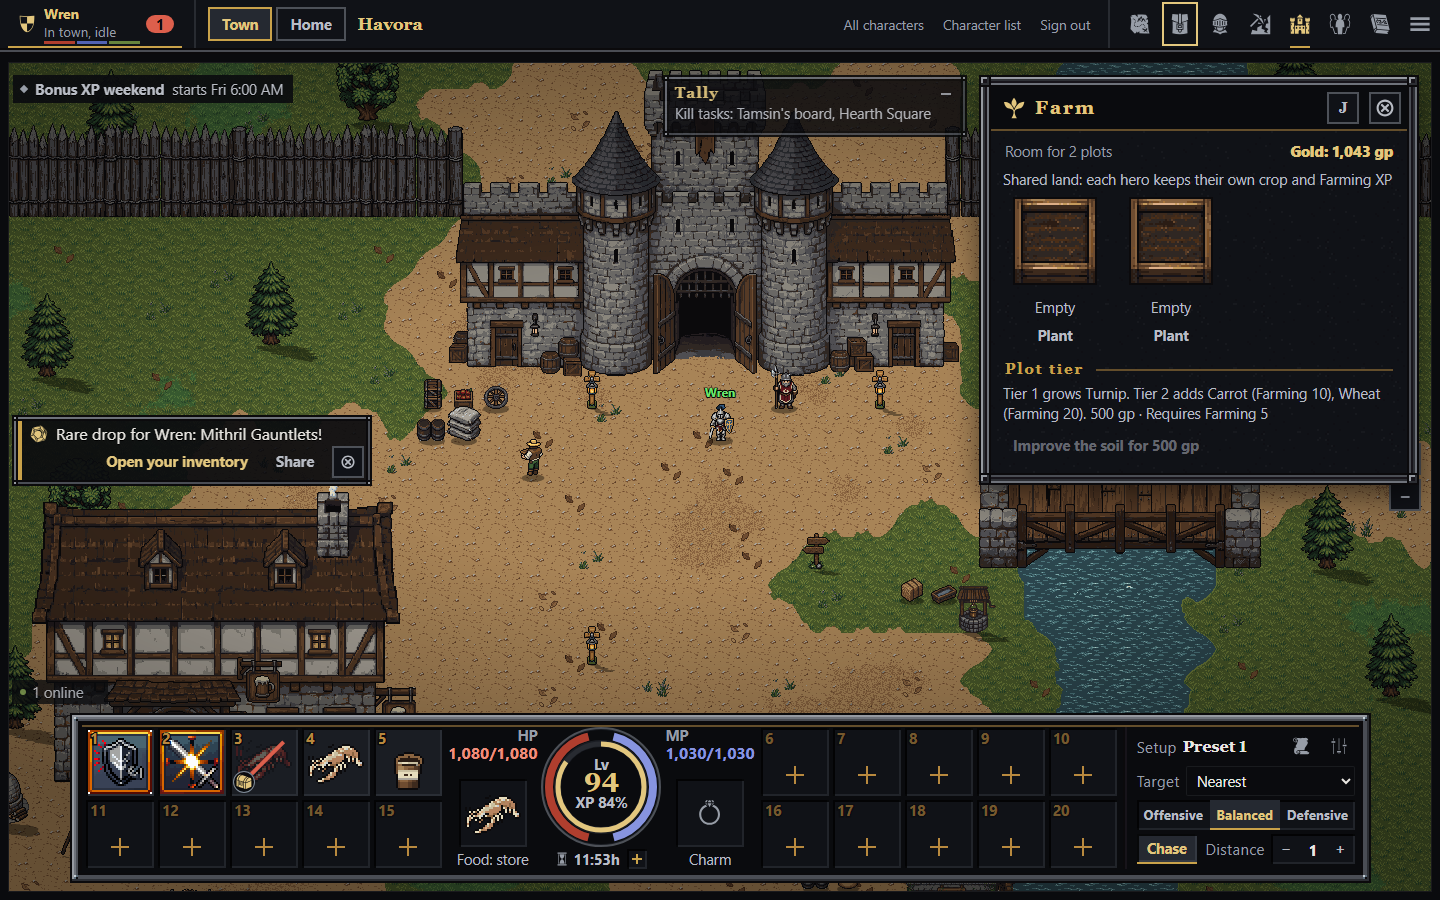 Wren
In town, idle
1
Town
Home
Havora
All characters
Character list
Sign out
Bonus XP weekend starts Fri 6:00 AM
Tally
Kill tasks: Tamsin's board, Hearth Square
Farm
J
Room for 2 plots
Gold: 1,043 gp
Shared land: each hero keeps their own crop and Farming XP
Empty
Empty
Plant
Plant
Plot tier
Tier 1 grows Turnip. Tier 2 adds Carrot (Farming 10), Wheat
(Farming 20). 500 gp · Requires Farming 5
Improve the soil for 500 gp
Wren
Rare drop for Wren: Mithril Gauntlets!
Open your inventory
Share
1 online
1
2
3
4
5
HP
1,080/1,080
Lv
94
XP 84%
MP
1,030/1,030
6
7
8
9
10
11
12
13
14
15
Food: store
11:53h
+
Charm
16
17
18
19
20
Setup Preset 1
Target Nearest
Offensive
Balanced
Defensive
Chase
Distance
− 1 +